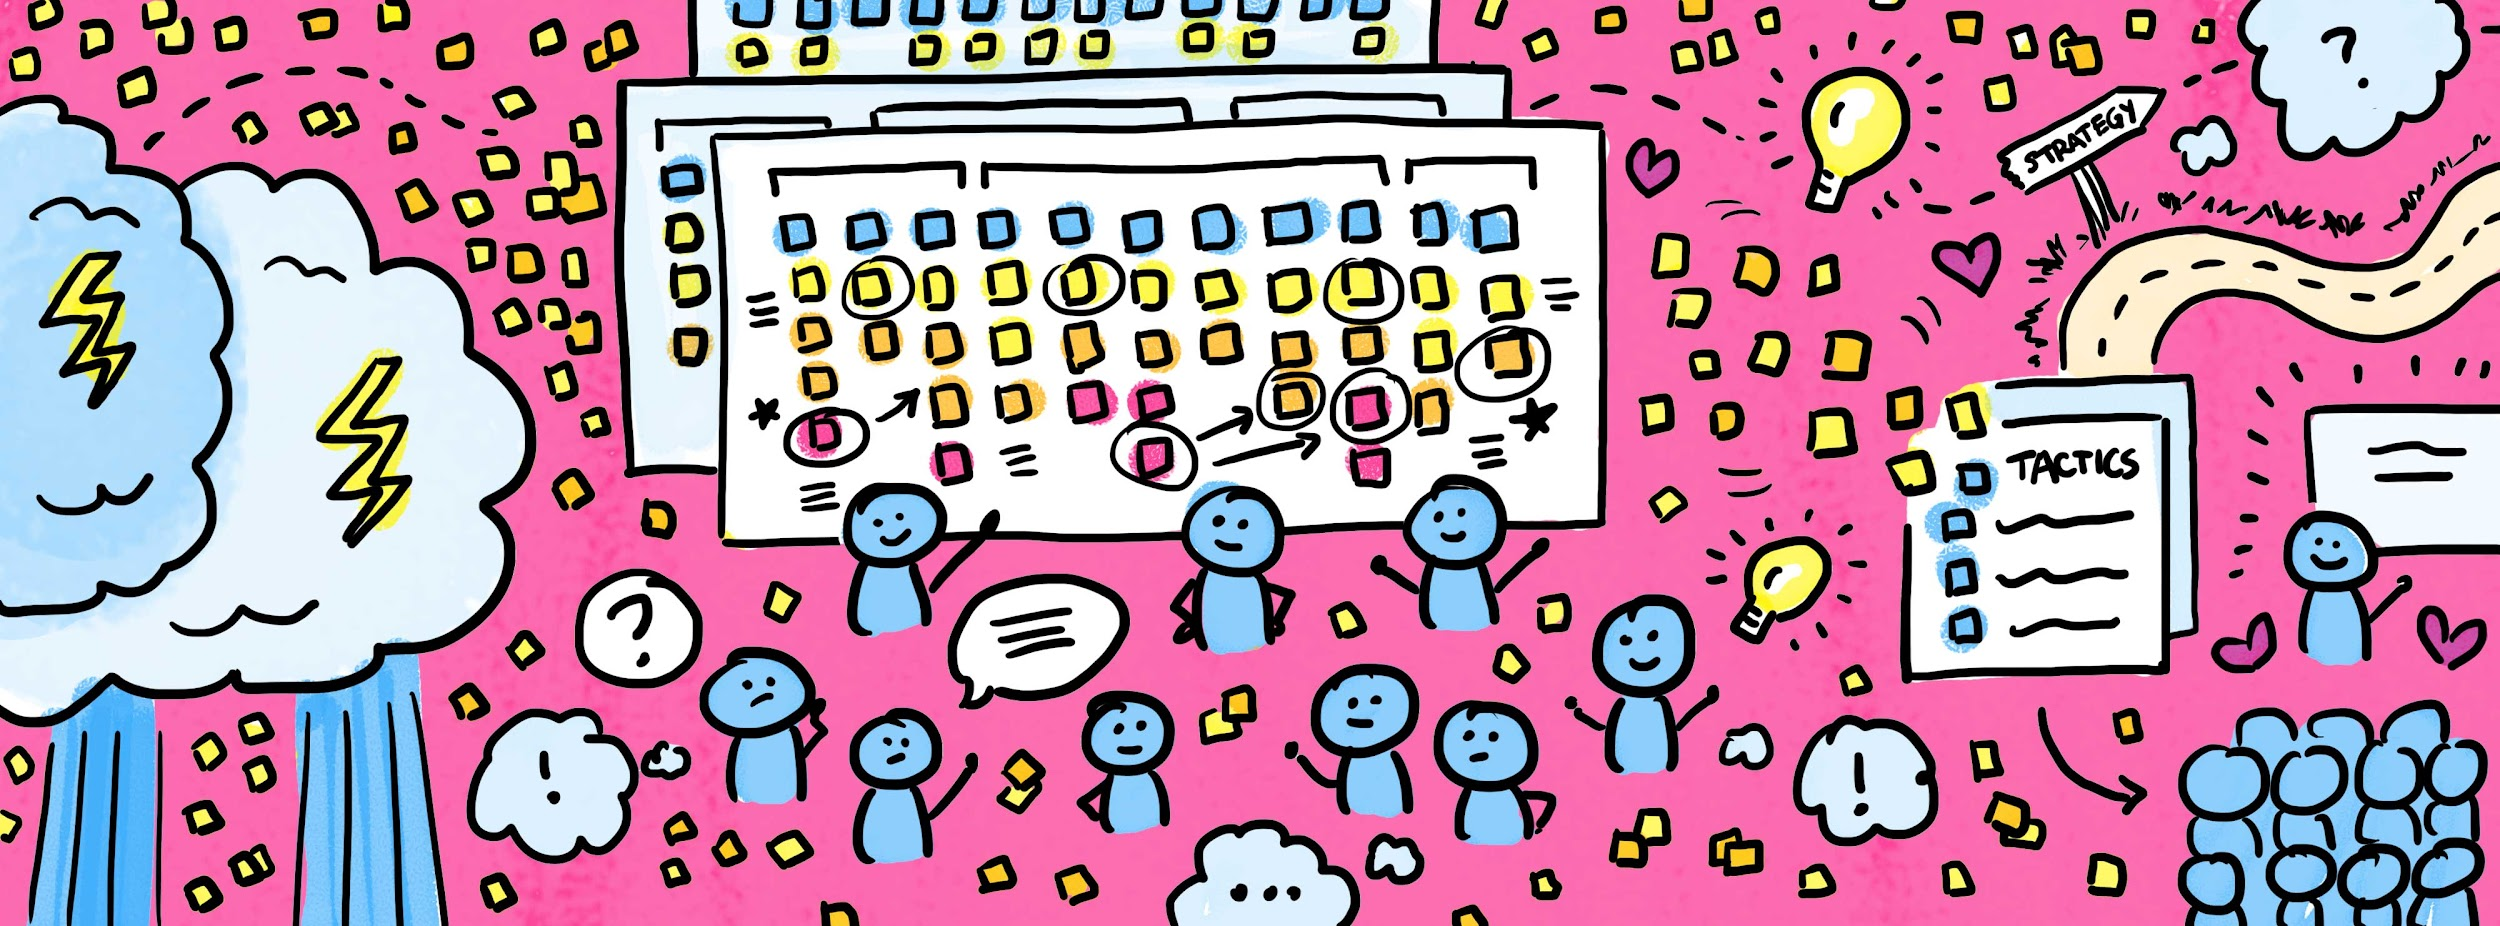 ?
STRATEGY
TACTICS
?
!
!
...